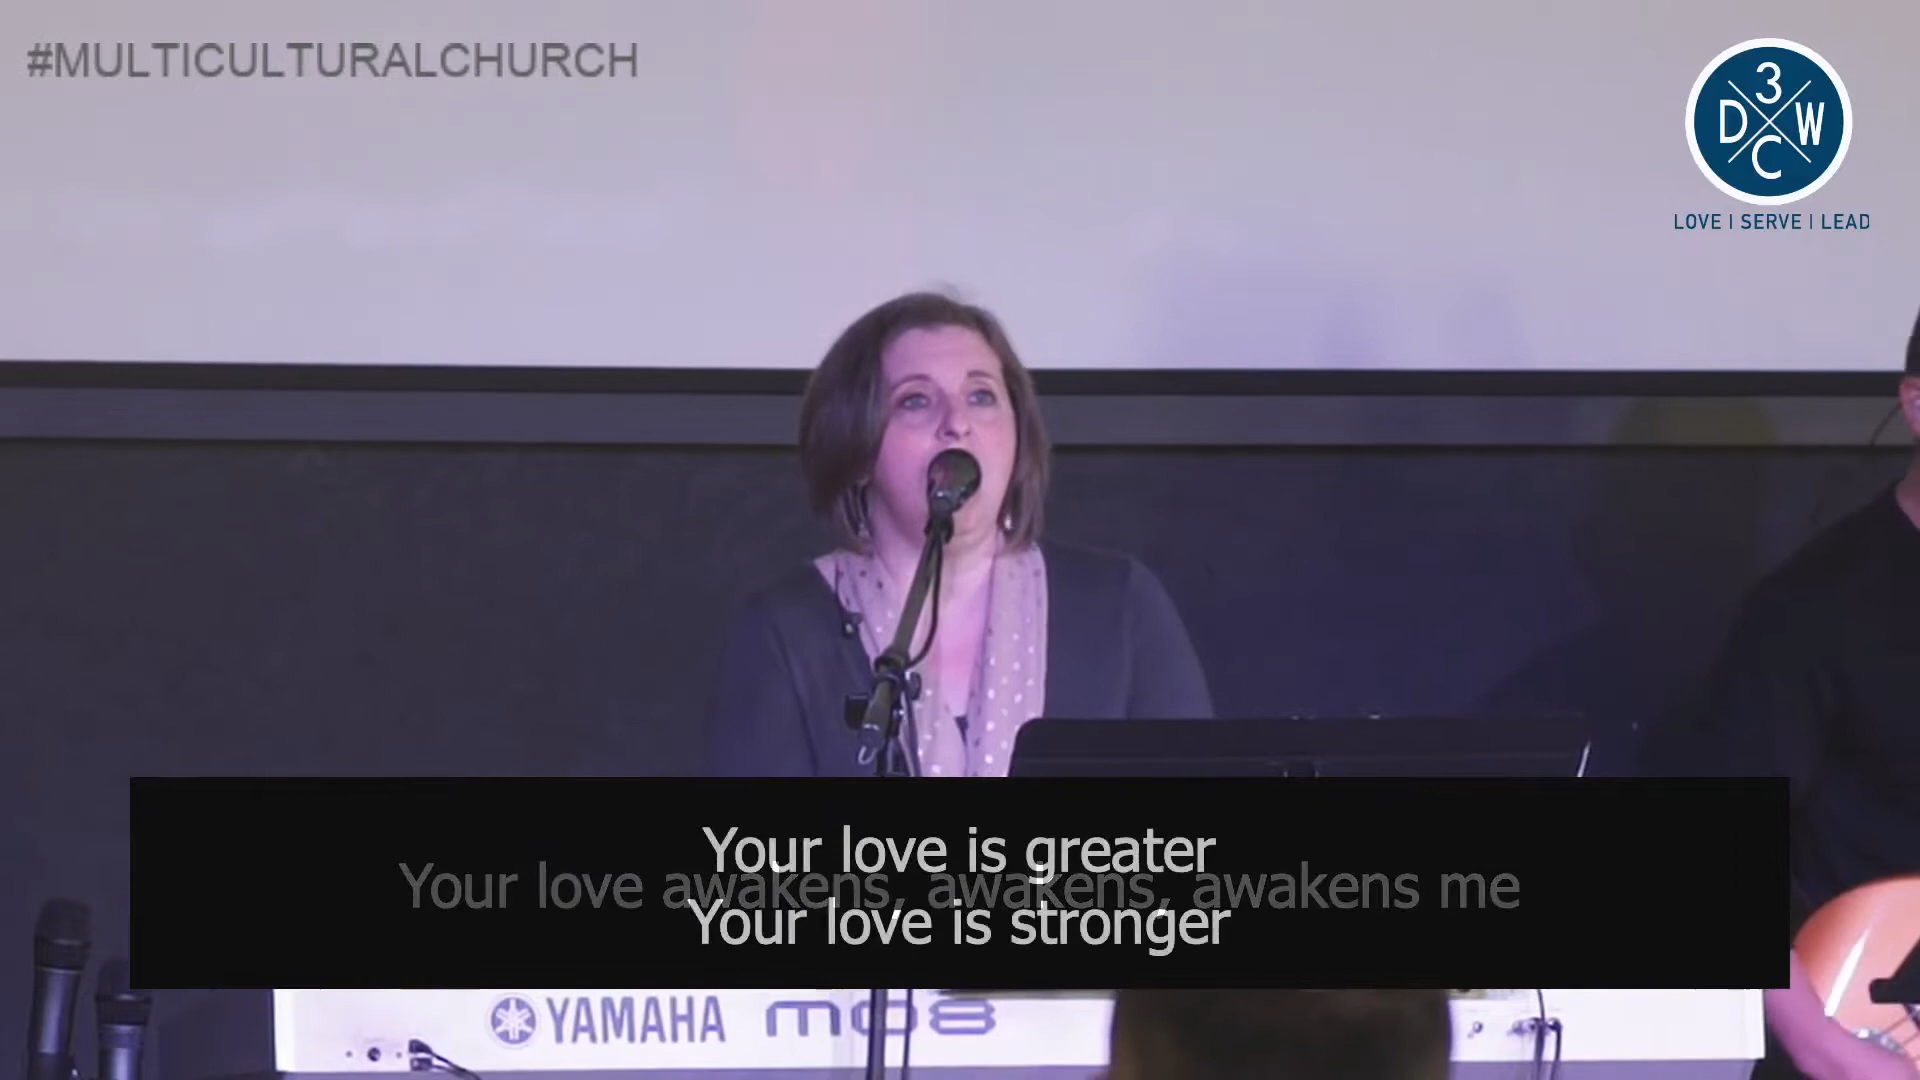 #MULTICULTURALCHURCH
3
D W
C
LOVE | SERVE | LEAD
Your love is greater
Your love awakens, awakens, awakens me
Your love is stronger
YAMAHA mo8